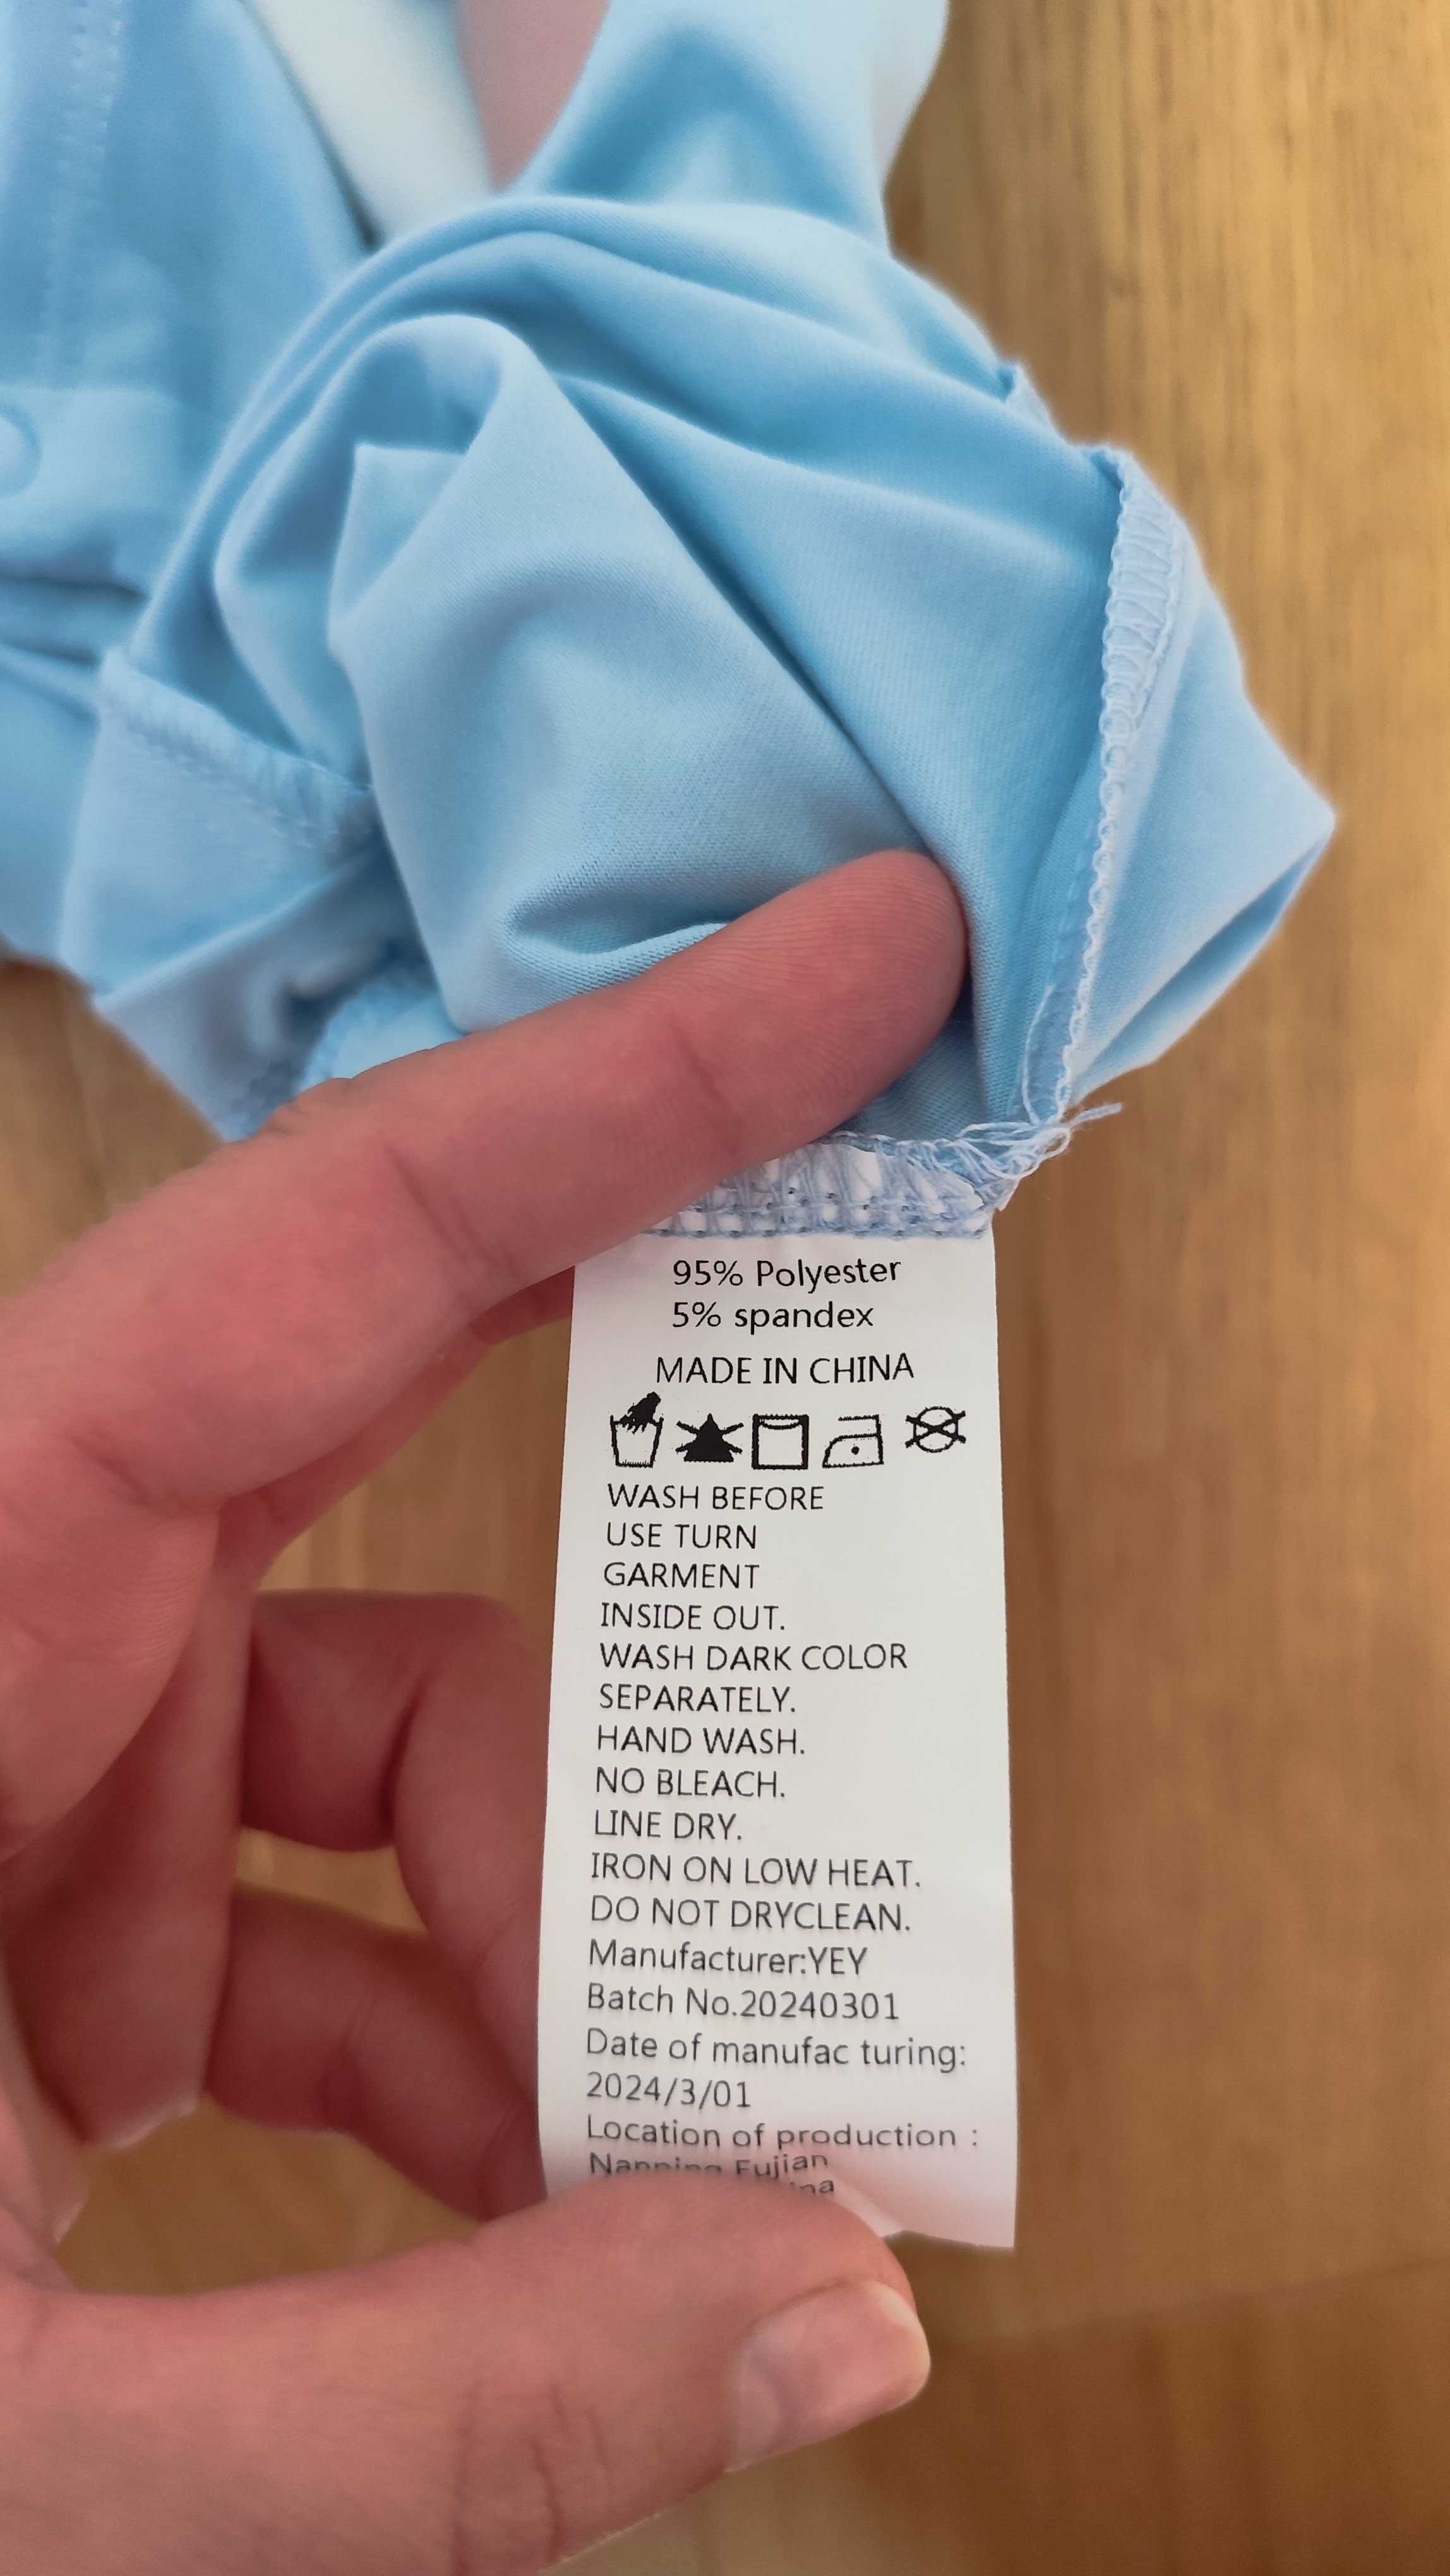 95% Polyester
5% spandex
MADE IN CHINA
WASH BEFORE
USE TURN
GARMENT
INSIDE OUT.
WASH DARK COLOR
SEPARATELY.
HAND WASH.
NO BLEACH.
LINE DRY.
IRON ON LOW HEAT.
DO NOT DRYCLEAN.
Manufacturer:YEY
Batch No.20240301
Date of manufac turing:
2024/3/01
Location of production :
Nanping Fujian